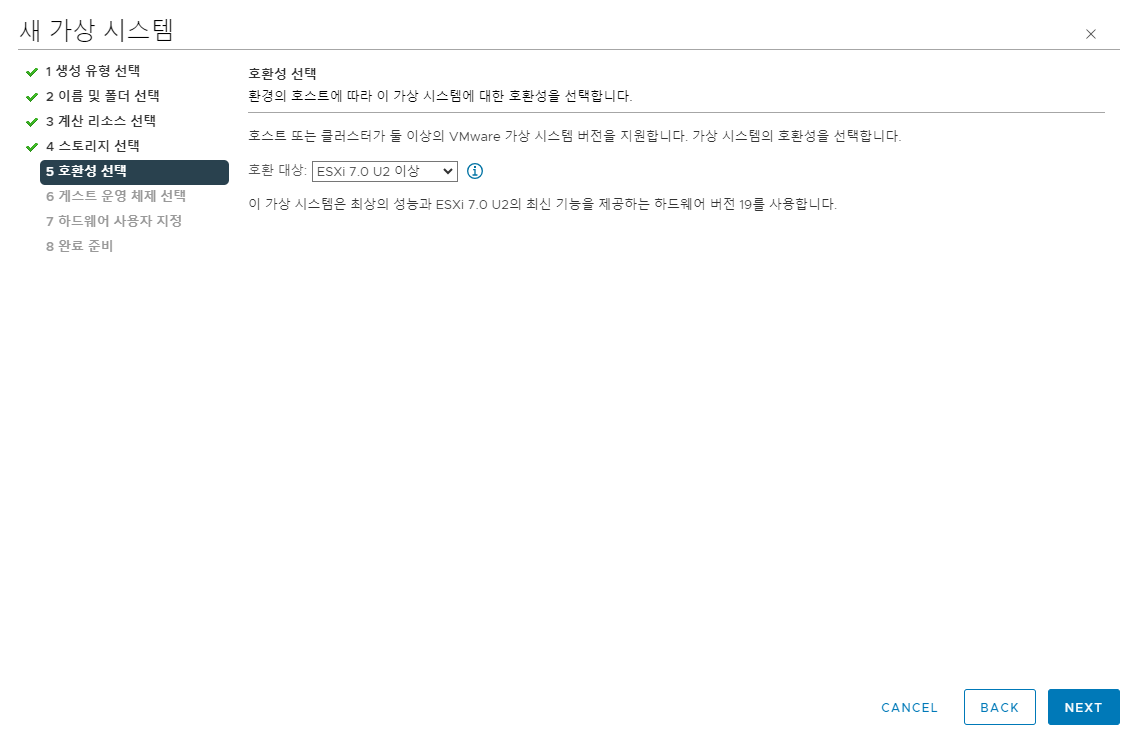 새 가상 시스템
1 생성 유형 선택
2 이름 및 폴더 선택
3 계산 리소스 선택
4 스토리지 선택
5 호환성 선택
6 게스트 운영 체제 선택
7 하드웨어 사용자 지정
8 완료 준비
호환성 선택
환경의 호스트에 따라 이 가상 시스템에 대한 호환성을 선택합니다.
호스트 또는 클러스터가 둘 이상의 VMware 가상 시스템 버전을 지원합니다. 가상 시스템의 호환성을 선택합니다.
호환 대상: ESXi 7.0 U2 이상
이 가상 시스템은 최상의 성능과 ESXi 7.0 U2의 최신 기능을 제공하는 하드웨어 버전 19를 사용합니다.
CANCEL BACK NEXT